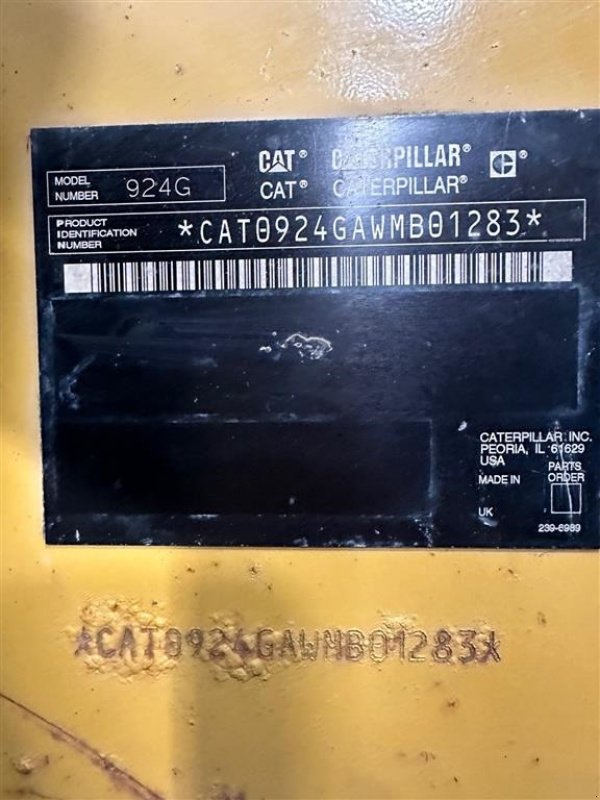 CAT® CATERPILLAR® C®
CAT® CATERPILLAR®
MODEL NUMBER 924G
PRODUCT IDENTIFICATION NUMBER *CAT0924GAWMB01283*
CATERPILLAR INC.
PEORIA, IL 61629
USA
MADE IN
PARTS ORDER
UK
239-6989
*CAT0924GAWMB01283*